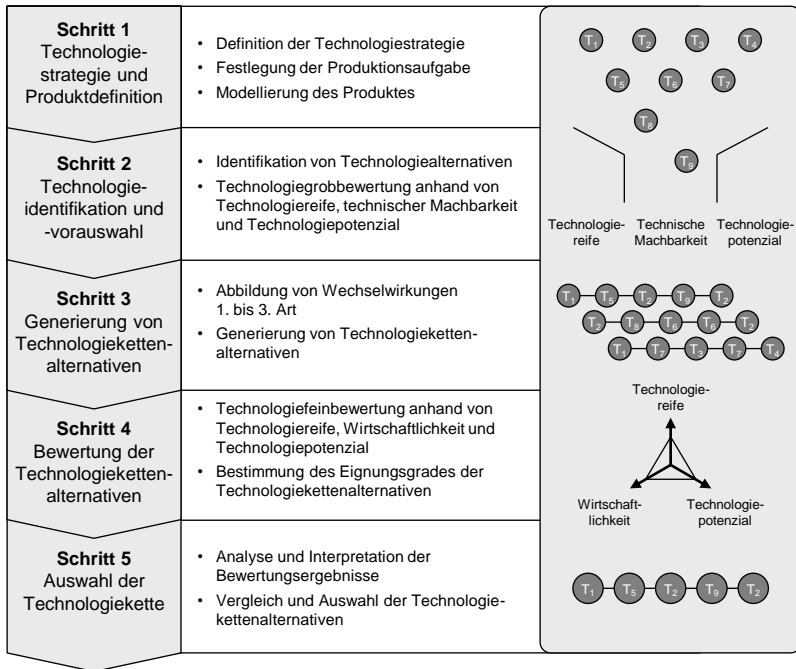 Schritt 1
Technologie-
strategie und
Produktdefinition
• Definition der Technologiestrategie
• Festlegung der Produktionsaufgabe
• Modellierung des Produktes
T1 T2 T3 T4
T5 T6 T7
T8
T9
Technologie-
reife
Technische
Machbarkeit
Technologie-
potenzial
Schritt 2
Technologie-
identifikation und
-vorauswahl
• Identifikation von Technologiealternativen
• Technologiegrobbewertung anhand von
Technologiereife, technischer Machbarkeit
und Technologiepotenzial
Schritt 3
Generierung von
Technologieketten-
alternativen
• Abbildung von Wechselwirkungen
1. bis 3. Art
• Generierung von Technologieketten-
alternativen
T1 T5 T2 T9 T2
T2 T8 T6 T6 T2
T1 T7 T3 T7 T4
Schritt 4
Bewertung der
Technologieketten-
alternativen
• Technologiefeinbewertung anhand von
Technologiereife, Wirtschaftlichkeit und
Technologiepotenzial
• Bestimmung des Eignungsgrades der
Technologiekettenalternativen
Technologie-
reife
Wirtschaft-
lichkeit
Technologie-
potenzial
Schritt 5
Auswahl der
Technologiekette
• Analyse und Interpretation der
Bewertungsergebnisse
• Vergleich und Auswahl der Technologie-
kettenalternativen
T1 T5 T2 T9 T2